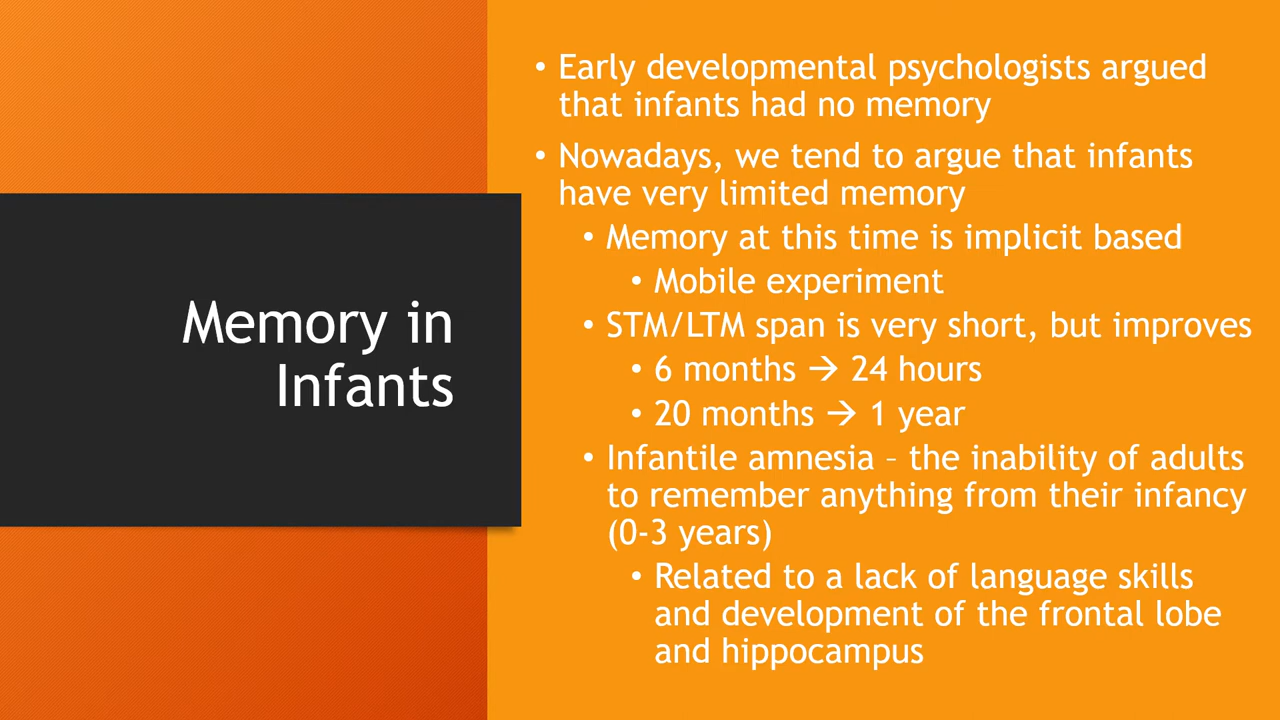 Memory in
Infants
• Early developmental psychologists argued
that infants had no memory
• Nowadays, we tend to argue that infants
have very limited memory
• Memory at this time is implicit based
• Mobile experiment
• STM/LTM span is very short, but improves
• 6 months → 24 hours
• 20 months → 1 year
• Infantile amnesia – the inability of adults
to remember anything from their infancy
(0-3 years)
• Related to a lack of language skills
and development of the frontal lobe
and hippocampus